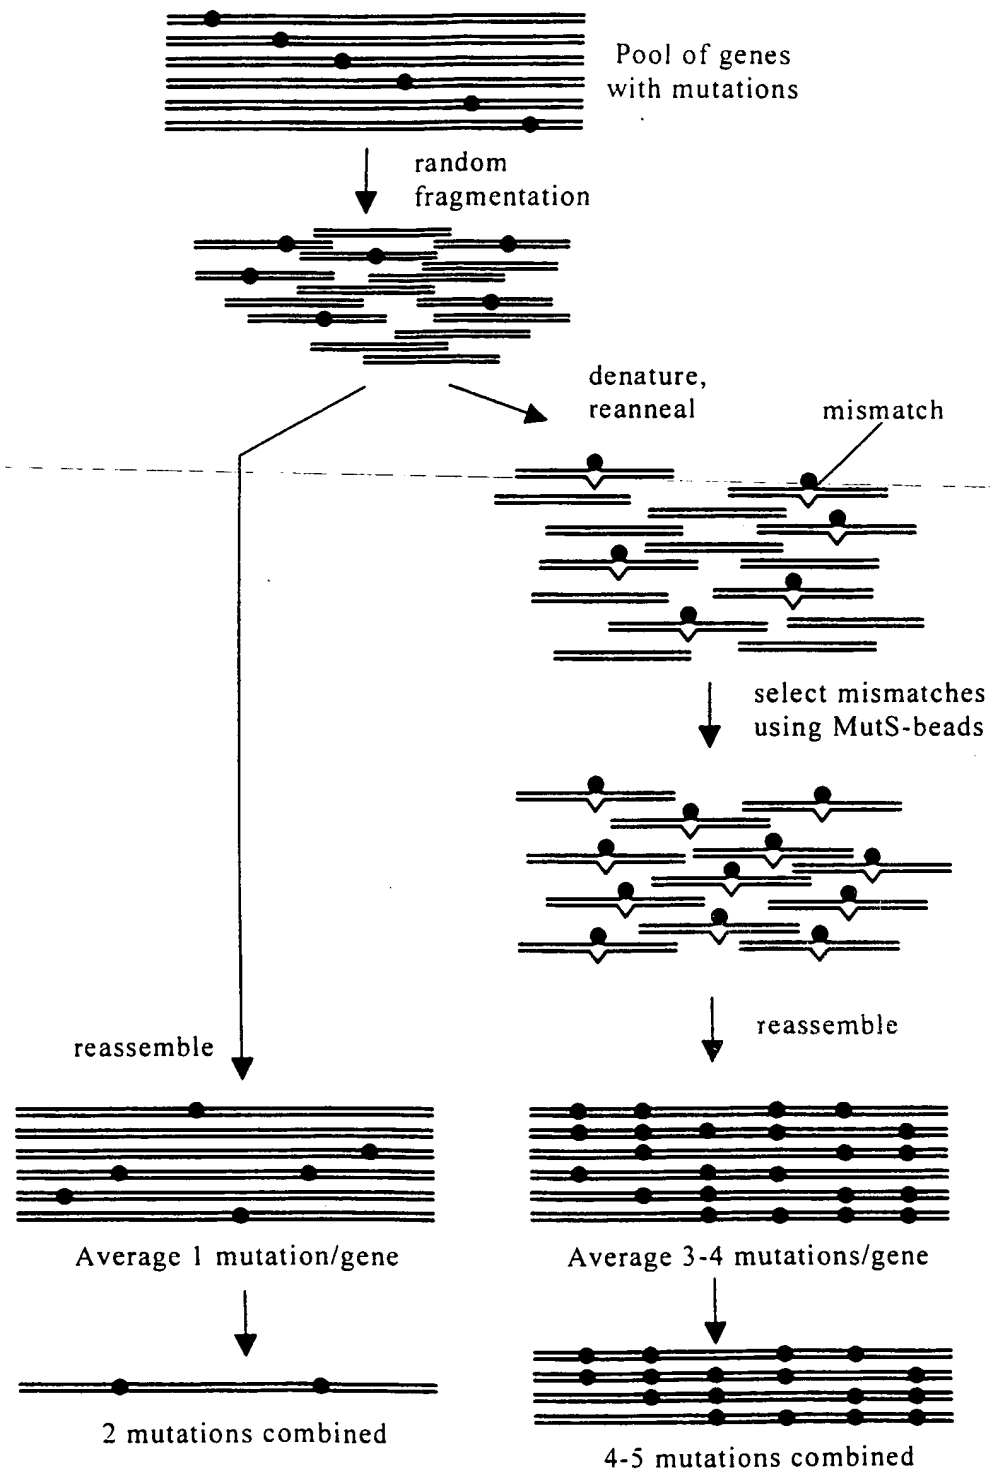 Pool of genes
with mutations
random
fragmentation
denature,
reanneal
mismatch
select mismatches
using MutS-beads
reassemble
reassemble
Average 1 mutation/gene
Average 3-4 mutations/gene
2 mutations combined
4-5 mutations combined